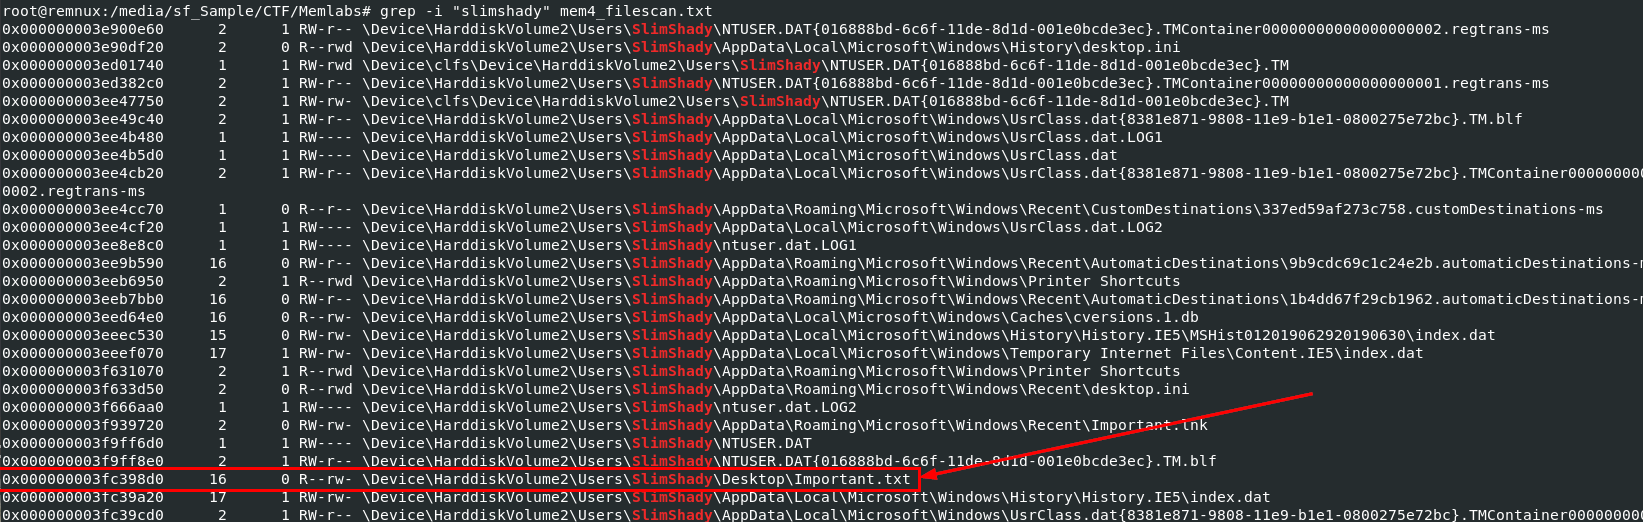 root@remnux:/media/sf_Sample/CTF/Memlabs# grep -i "slimshady" mem4_filescan.txt
0x000000003e900e60      2      1 RW-r-- \Device\HarddiskVolume2\Users\SlimShady\NTUSER.DAT{016888bd-6c6f-11de-8d1d-001e0bcde3ec}.TMContainer00000000000000000002.regtrans-ms
0x000000003e90df20      2      0 R--rwd \Device\HarddiskVolume2\Users\SlimShady\AppData\Local\Microsoft\Windows\History\desktop.ini
0x000000003ed01740      1      1 RW-rwd \Device\clfs\Device\HarddiskVolume2\Users\SlimShady\NTUSER.DAT{016888bd-6c6f-11de-8d1d-001e0bcde3ec}.TM
0x000000003ed382c0      2      1 RW-r-- \Device\HarddiskVolume2\Users\SlimShady\NTUSER.DAT{016888bd-6c6f-11de-8d1d-001e0bcde3ec}.TMContainer00000000000000000001.regtrans-ms
0x000000003ee47750      2      1 RW-rw- \Device\clfs\Device\HarddiskVolume2\Users\SlimShady\NTUSER.DAT{016888bd-6c6f-11de-8d1d-001e0bcde3ec}.TM
0x000000003ee49c40      2      1 RW-r-- \Device\HarddiskVolume2\Users\SlimShady\AppData\Local\Microsoft\Windows\UsrClass.dat{8381e871-9808-11e9-b1e1-0800275e72bc}.TM.blf
0x000000003ee4b480      1      1 RW---- \Device\HarddiskVolume2\Users\SlimShady\AppData\Local\Microsoft\Windows\UsrClass.dat.LOG1
0x000000003ee4b5d0      1      1 RW---- \Device\HarddiskVolume2\Users\SlimShady\AppData\Local\Microsoft\Windows\UsrClass.dat
0x000000003ee4cb20      2      1 RW-r-- \Device\HarddiskVolume2\Users\SlimShady\AppData\Local\Microsoft\Windows\UsrClass.dat{8381e871-9808-11e9-b1e1-0800275e72bc}.TMContainer000000000
0002.regtrans-ms
0x000000003ee4cc70      1      0 R--r-- \Device\HarddiskVolume2\Users\SlimShady\AppData\Roaming\Microsoft\Windows\Recent\CustomDestinations\337ed59af273c758.customDestinations-ms
0x000000003ee4cf20      1      1 RW---- \Device\HarddiskVolume2\Users\SlimShady\AppData\Local\Microsoft\Windows\UsrClass.dat.LOG2
0x000000003ee8e8c0      1      1 RW---- \Device\HarddiskVolume2\Users\SlimShady\ntuser.dat.LOG1
0x000000003ee9b590     16      0 RW-r-- \Device\HarddiskVolume2\Users\SlimShady\AppData\Roaming\Microsoft\Windows\Recent\AutomaticDestinations\9b9cdc69c1c24e2b.automaticDestinations-m
0x000000003eeb6950      2      1 R--rwd \Device\HarddiskVolume2\Users\SlimShady\AppData\Roaming\Microsoft\Windows\Printer Shortcuts
0x000000003eeb7bb0     16      0 RW-r-- \Device\HarddiskVolume2\Users\SlimShady\AppData\Roaming\Microsoft\Windows\Recent\AutomaticDestinations\1b4dd67f29cb1962.automaticDestinations-m
0x000000003eed64e0     16      0 R--rw- \Device\HarddiskVolume2\Users\SlimShady\AppData\Local\Microsoft\Windows\Caches\cversions.1.db
0x000000003eeec530     15      0 RW-rw- \Device\HarddiskVolume2\Users\SlimShady\AppData\Local\Microsoft\Windows\History\History.IE5\MSHist012019062920190630\index.dat
0x000000003eeef070     17      1 RW-rw- \Device\HarddiskVolume2\Users\SlimShady\AppData\Local\Microsoft\Windows\Temporary Internet Files\Content.IE5\index.dat
0x000000003f631070      2      1 R--rwd \Device\HarddiskVolume2\Users\SlimShady\AppData\Roaming\Microsoft\Windows\Printer Shortcuts
0x000000003f633d50      2      0 R--rwd \Device\HarddiskVolume2\Users\SlimShady\AppData\Roaming\Microsoft\Windows\Recent\desktop.ini
0x000000003f666aa0      1      1 RW---- \Device\HarddiskVolume2\Users\SlimShady\ntuser.dat.LOG2
0x000000003f939720      2      0 RW-rw- \Device\HarddiskVolume2\Users\SlimShady\AppData\Roaming\Microsoft\Windows\Recent\Important.lnk
0x000000003f9ff6d0      1      1 RW---- \Device\HarddiskVolume2\Users\SlimShady\NTUSER.DAT
0x000000003f9ff8e0      2      1 RW-r-- \Device\HarddiskVolume2\Users\SlimShady\NTUSER.DAT{016888bd-6c6f-11de-8d1d-001e0bcde3ec}.TM.blf
0x000000003fc398d0     16      0 R--rw- \Device\HarddiskVolume2\Users\SlimShady\Desktop\Important.txt
0x000000003fc39a20     17      1 RW-rw- \Device\HarddiskVolume2\Users\SlimShady\AppData\Local\Microsoft\Windows\History\History.IE5\index.dat
0x000000003fc39cd0      2      1 RW-r-- \Device\HarddiskVolume2\Users\SlimShady\AppData\Local\Microsoft\Windows\UsrClass.dat{8381e871-9808-11e9-b1e1-0800275e72bc}.TMContainer000000000